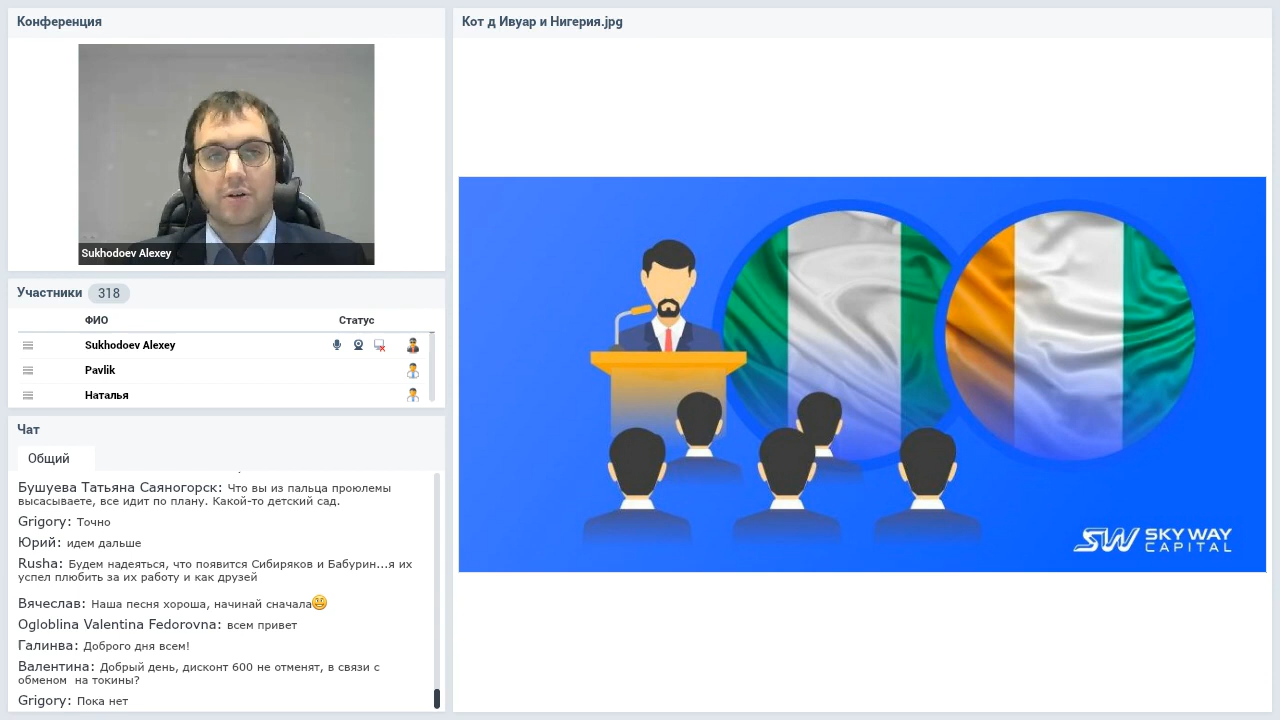 Конференция
Sukhodoev Alexey
Участники 318
ФИО Статус
Sukhodoev Alexey
Pavlik
Наталья
Чат
Общий
Бушуева Татьяна Саяногорск: Что вы из пальца проюлемы
высасываете, все идит по плану. Какой-то детский сад.
Grigory: Точно
Юрий: идем дальше
Rusha: Будем надеяться, что появится Сибиряков и Бабурин...я их
успел плюбить за их работу и как друзей
Вячеслав: Наша песня хороша, начинай сначала
Ogloblina Valentina Fedorovna: всем привет
Галинва: Доброго дня всем!
Валентина: Добрый день, дисконт 600 не отменят, в связи с
обменом на токины?
Grigory: Пока нет
Кот д Ивуар и Нигерия.jpg
SW SKY WAY
CAPITAL